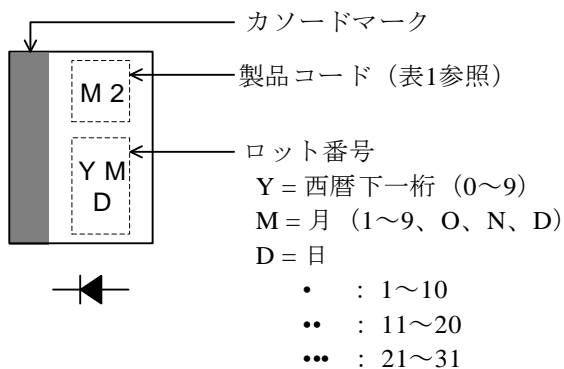 カソードマーク
M 2
製品コード（表1参照）
Y M
D
ロット番号
Y = 西暦下一桁（0～9）
M = 月（1～9、O、N、D）
D = 日
• : 1～10
•• : 11～20
••• : 21～31